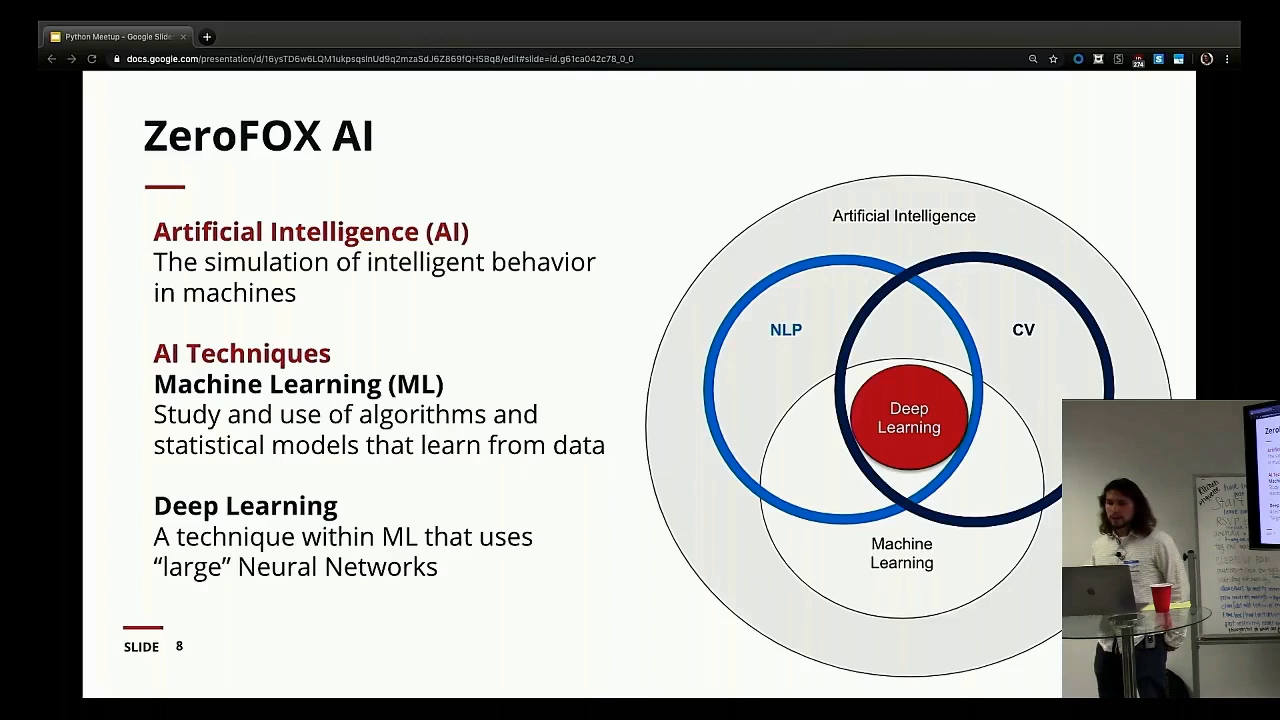 Python Meetup - Google Slide
docs.google.com/presentation/d/16ysTD6w6LQM1ukpsqslnUd9q2mzaSdJ6Z869fQHSBq8/edit#slide=id.g61ca042c78_0_0
274
ZeroFOX AI
Artificial Intelligence (AI)
The simulation of intelligent behavior
in machines
AI Techniques
Machine Learning (ML)
Study and use of algorithms and
statistical models that learn from data
Deep Learning
A technique within ML that uses
“large” Neural Networks
SLIDE 8
Artificial Intelligence
NLP
CV
Deep
Learning
Machine
Learning